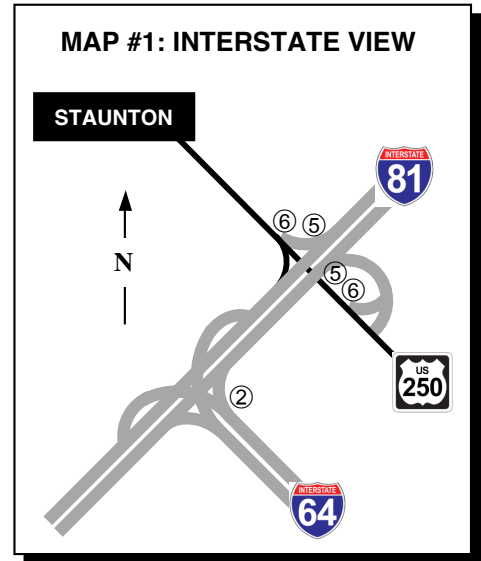 MAP #1: INTERSTATE VIEW
STAUNTON
INTERSTATE
81
⑥ ⑤
N
⑤
⑥
US
250
②
INTERSTATE
64